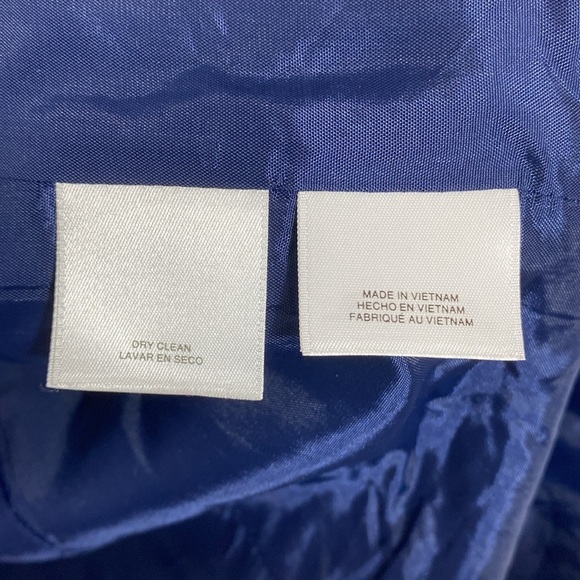 DRY CLEAN
LAVAR EN SECO
MADE IN VIETNAM
HECHO EN VIETNAM
FABRIQUÉ AU VIETNAM